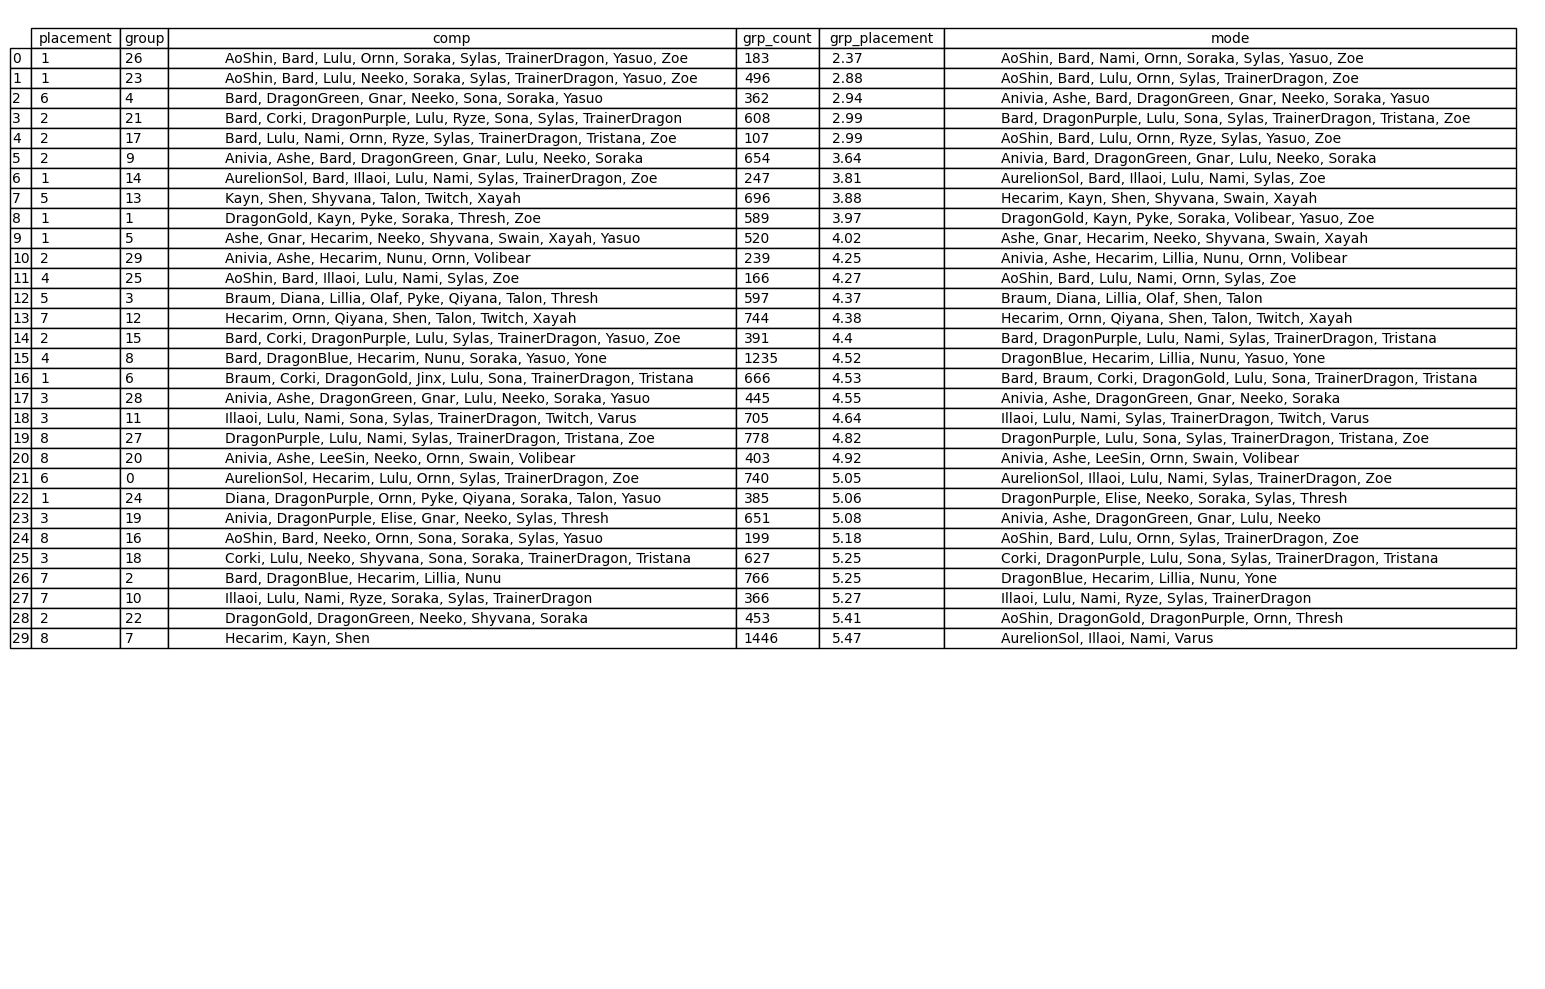 placement group comp grp_count grp_placement mode
0 1 26 AoShin, Bard, Lulu, Ornn, Soraka, Sylas, TrainerDragon, Yasuo, Zoe 183 2.37 AoShin, Bard, Nami, Ornn, Soraka, Sylas, Yasuo, Zoe
1 1 23 AoShin, Bard, Lulu, Neeko, Soraka, Sylas, TrainerDragon, Yasuo, Zoe 496 2.88 AoShin, Bard, Lulu, Ornn, Sylas, TrainerDragon, Zoe
2 6 4 Bard, DragonGreen, Gnar, Neeko, Sona, Soraka, Yasuo 362 2.94 Anivia, Ashe, Bard, DragonGreen, Gnar, Neeko, Soraka, Yasuo
3 2 21 Bard, Corki, DragonPurple, Lulu, Ryze, Sona, Sylas, TrainerDragon 608 2.99 Bard, DragonPurple, Lulu, Sona, Sylas, TrainerDragon, Tristana, Zoe
4 2 17 Bard, Lulu, Nami, Ornn, Ryze, Sylas, TrainerDragon, Tristana, Zoe 107 2.99 AoShin, Bard, Lulu, Ornn, Ryze, Sylas, Yasuo, Zoe
5 2 9 Anivia, Ashe, Bard, DragonGreen, Gnar, Lulu, Neeko, Soraka 654 3.64 Anivia, Bard, DragonGreen, Gnar, Lulu, Neeko, Soraka
6 1 14 AurelionSol, Bard, Illaoi, Lulu, Nami, Sylas, TrainerDragon, Zoe 247 3.81 AurelionSol, Bard, Illaoi, Lulu, Nami, Sylas, Zoe
7 5 13 Kayn, Shen, Shyvana, Talon, Twitch, Xayah 696 3.88 Hecarim, Kayn, Shen, Shyvana, Swain, Xayah
8 1 1 DragonGold, Kayn, Pyke, Soraka, Thresh, Zoe 589 3.97 DragonGold, Kayn, Pyke, Soraka, Volibear, Yasuo, Zoe
9 1 5 Ashe, Gnar, Hecarim, Neeko, Shyvana, Swain, Xayah, Yasuo 520 4.02 Ashe, Gnar, Hecarim, Neeko, Shyvana, Swain, Xayah
10 2 29 Anivia, Ashe, Hecarim, Nunu, Ornn, Volibear 239 4.25 Anivia, Ashe, Hecarim, Lillia, Nunu, Ornn, Volibear
11 4 25 AoShin, Bard, Illaoi, Lulu, Nami, Sylas, Zoe 166 4.27 AoShin, Bard, Lulu, Nami, Ornn, Sylas, Zoe
12 5 3 Braum, Diana, Lillia, Olaf, Pyke, Qiyana, Talon, Thresh 597 4.37 Braum, Diana, Lillia, Olaf, Shen, Talon
13 7 12 Hecarim, Ornn, Qiyana, Shen, Talon, Twitch, Xayah 744 4.38 Hecarim, Ornn, Qiyana, Shen, Talon, Twitch, Xayah
14 2 15 Bard, Corki, DragonPurple, Lulu, Sylas, TrainerDragon, Yasuo, Zoe 391 4.4 Bard, DragonPurple, Lulu, Nami, Sylas, TrainerDragon, Tristana
15 4 8 Bard, DragonBlue, Hecarim, Nunu, Soraka, Yasuo, Yone 1235 4.52 DragonBlue, Hecarim, Lillia, Nunu, Yasuo, Yone
16 1 6 Braum, Corki, DragonGold, Jinx, Lulu, Sona, TrainerDragon, Tristana 666 4.53 Bard, Braum, Corki, DragonGold, Lulu, Sona, TrainerDragon, Tristana
17 3 28 Anivia, Ashe, DragonGreen, Gnar, Lulu, Neeko, Soraka, Yasuo 445 4.55 Anivia, Ashe, DragonGreen, Gnar, Neeko, Soraka
18 3 11 Illaoi, Lulu, Nami, Sona, Sylas, TrainerDragon, Twitch, Varus 705 4.64 Illaoi, Lulu, Nami, Sylas, TrainerDragon, Twitch, Varus
19 8 27 DragonPurple, Lulu, Nami, Sylas, TrainerDragon, Tristana, Zoe 778 4.82 DragonPurple, Lulu, Sona, Sylas, TrainerDragon, Tristana, Zoe
20 8 20 Anivia, Ashe, LeeSin, Neeko, Ornn, Swain, Volibear 403 4.92 Anivia, Ashe, LeeSin, Ornn, Swain, Volibear
21 6 0 AurelionSol, Hecarim, Lulu, Ornn, Sylas, TrainerDragon, Zoe 740 5.05 AurelionSol, Illaoi, Lulu, Nami, Sylas, TrainerDragon, Zoe
22 1 24 Diana, DragonPurple, Ornn, Pyke, Qiyana, Soraka, Talon, Yasuo 385 5.06 DragonPurple, Elise, Neeko, Soraka, Sylas, Thresh
23 3 19 Anivia, DragonPurple, Elise, Gnar, Neeko, Sylas, Thresh 651 5.08 Anivia, Ashe, DragonGreen, Gnar, Lulu, Neeko
24 8 16 AoShin, Bard, Neeko, Ornn, Sona, Soraka, Sylas, Yasuo 199 5.18 AoShin, Bard, Lulu, Ornn, Sylas, TrainerDragon, Zoe
25 3 18 Corki, Lulu, Neeko, Shyvana, Sona, Soraka, TrainerDragon, Tristana 627 5.25 Corki, DragonPurple, Lulu, Sona, Sylas, TrainerDragon, Tristana
26 7 2 Bard, DragonBlue, Hecarim, Lillia, Nunu 766 5.25 DragonBlue, Hecarim, Lillia, Nunu, Yone
27 7 10 Illaoi, Lulu, Nami, Ryze, Soraka, Sylas, TrainerDragon 366 5.27 Illaoi, Lulu, Nami, Ryze, Sylas, TrainerDragon
28 2 22 DragonGold, DragonGreen, Neeko, Shyvana, Soraka 453 5.41 AoShin, DragonGold, DragonPurple, Ornn, Thresh
29 8 7 Hecarim, Kayn, Shen 1446 5.47 AurelionSol, Illaoi, Nami, Varus